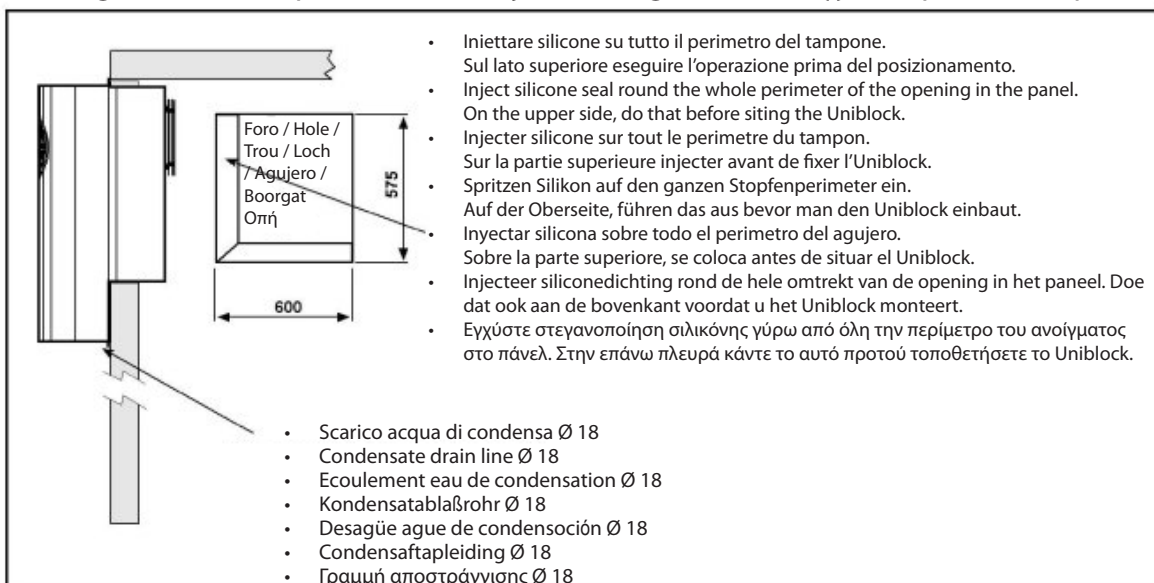 • Iniettare silicone su tutto il perimetro del tampone.
Sul lato superiore eseguire l'operazione prima del posizionamento.
• Inject silicone seal round the whole perimeter of the opening in the panel.
On the upper side, do that before siting the Uniblock.
• Injecter silicone sur tout le perimetre du tampon.
Sur la partie superieure injecter avant de fixer l'Uniblock.
• Spritzen Silikon auf den ganzen Stopfenperimeter ein.
Auf der Oberseite, führen das aus bevor man den Uniblock einbaut.
• Inyectar silicona sobre todo el perimetro del agujero.
Sobre la parte superiore, se coloca antes de situar el Uniblock.
• Injecteer siliconedichting rond de hele omtrekt van de opening in het paneel. Doe
dat ook aan de bovenkant voordat u het Uniblock monteert.
• Εγχύστε στεγανοποίηση σιλικόνης γύρω από όλη την περίμετρο του ανοίγματος
στο πάνελ. Στην επάνω πλευρά κάντε το αυτό προτού τοποθετήσετε το Uniblock.
Foro / Hole /
Trou / Loch
/ Agujero /
Boorgat
Οπή
575
600
• Scarico acqua di condensa Ø 18
• Condensate drain line Ø 18
• Ecoulement eau de condensation Ø 18
• Kondensatablaßrohr Ø 18
• Desagüe ague de condensoción Ø 18
• Condensaftapleiding Ø 18
• Γραμμή αποστράγγισης Ø 18